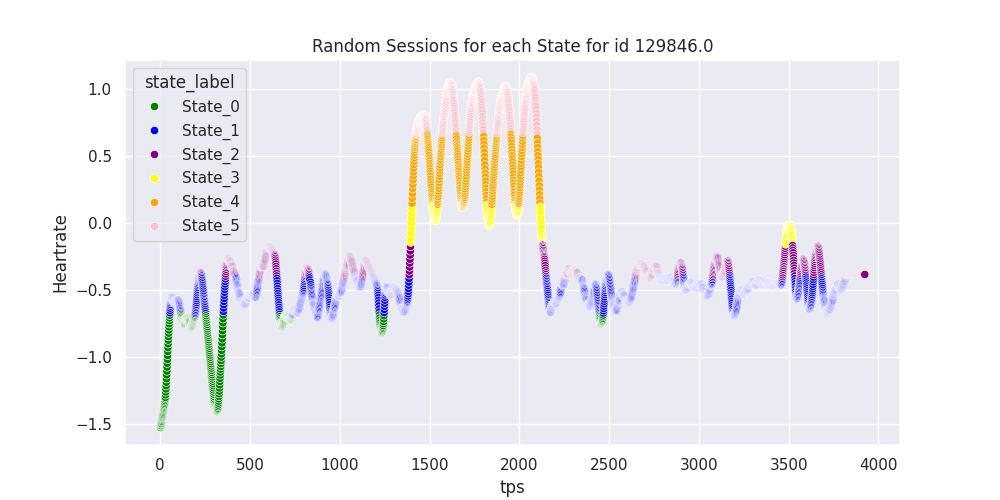 Random Sessions for each State for id 129846.0
state_label
State_0
State_1
State_2
State_3
State_4
State_5
1.0
0.5
0.0
−0.5
−1.0
−1.5
Heartrate
0 500 1000 1500 2000 2500 3000 3500 4000
tps